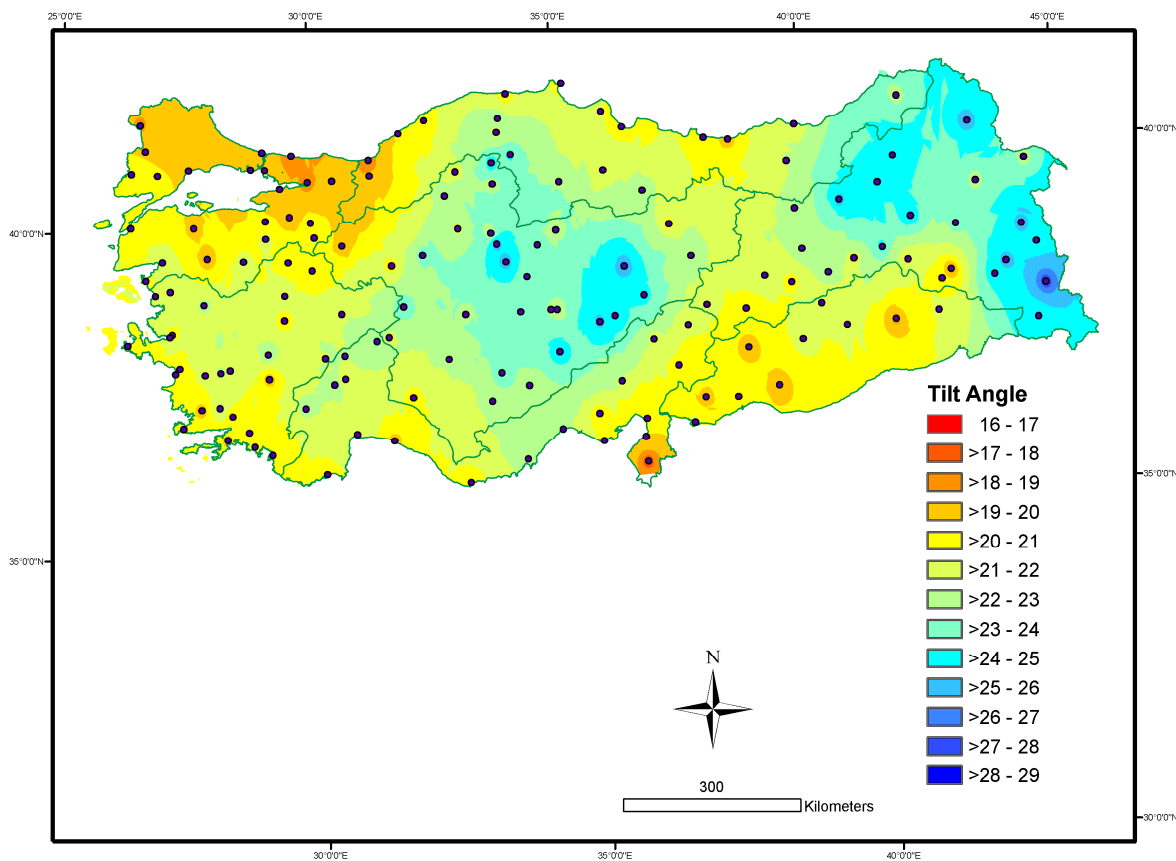 25°0'0"E 30°0'0"E 35°0'0"E 40°0'0"E 45°0'0"E
40°0'0"N
40°0'0"N
Tilt Angle
16 - 17
>17 - 18
>18 - 19
>19 - 20
>20 - 21
>21 - 22
>22 - 23
>23 - 24
>24 - 25
>25 - 26
>26 - 27
>27 - 28
>28 - 29
35°0'0"N
35°0'0"N
N
300
Kilometers
30°0'0"N
30°0'0"E 35°0'0"E 40°0'0"E